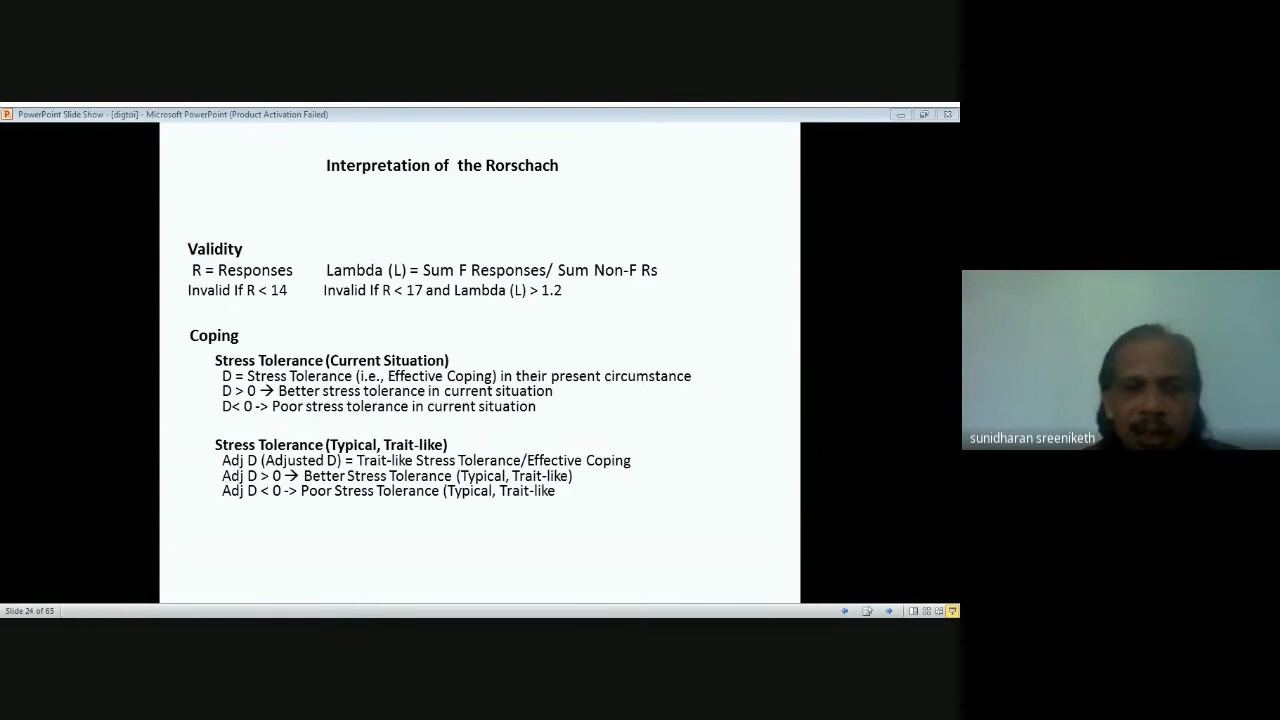 PowerPoint Slide Show - [digtoi] - Microsoft PowerPoint (Product Activation Failed)
Interpretation of the Rorschach
Validity
R = Responses Lambda (L) = Sum F Responses/ Sum Non-F Rs
Invalid If R < 14 Invalid If R < 17 and Lambda (L) > 1.2
Coping
Stress Tolerance (Current Situation)
D = Stress Tolerance (i.e., Effective Coping) in their present circumstance
D > 0 → Better stress tolerance in current situation
D< 0 -> Poor stress tolerance in current situation
Stress Tolerance (Typical, Trait-like)
Adj D (Adjusted D) = Trait-like Stress Tolerance/Effective Coping
Adj D > 0 → Better Stress Tolerance (Typical, Trait-like)
Adj D < 0 -> Poor Stress Tolerance (Typical, Trait-like
sunidharan sreeniketh
Slide 24 of 65